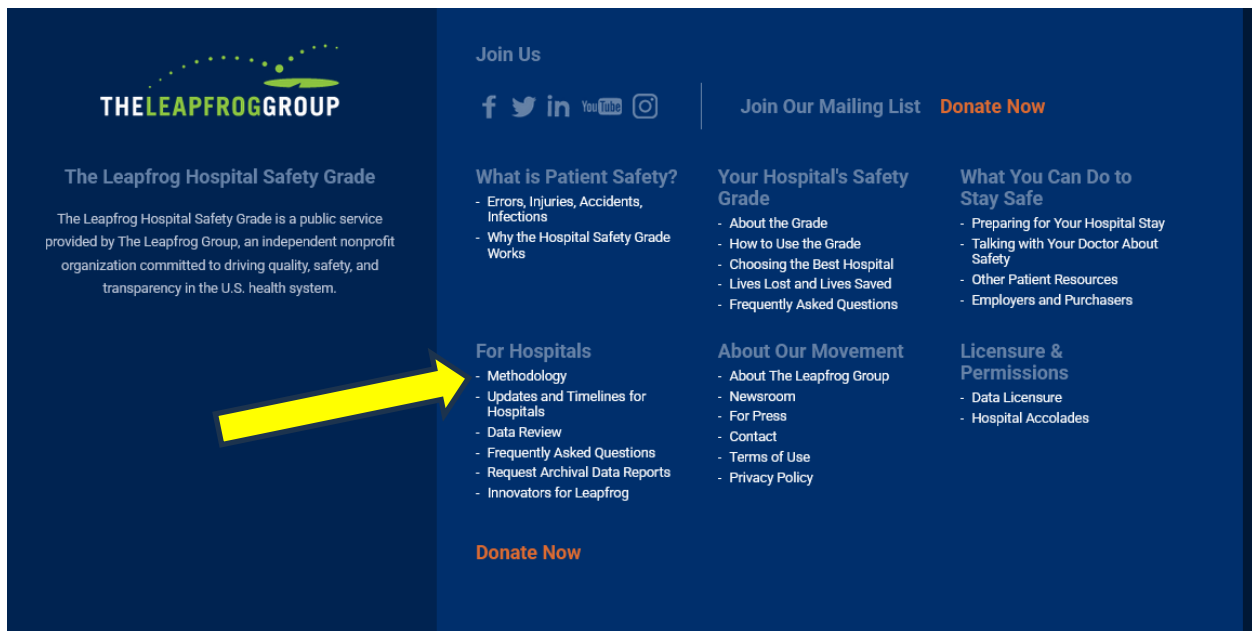 THELEAPFROGGROUP
The Leapfrog Hospital Safety Grade
The Leapfrog Hospital Safety Grade is a public service
provided by The Leapfrog Group, an independent nonprofit
organization committed to driving quality, safety, and
transparency in the U.S. health system.
Join Us
You Tube
Join Our Mailing List Donate Now
What is Patient Safety?
- Errors, Injuries, Accidents,
Infections
- Why the Hospital Safety Grade
Works
Your Hospital's Safety
Grade
- About the Grade
- How to Use the Grade
- Choosing the Best Hospital
- Lives Lost and Lives Saved
- Frequently Asked Questions
What You Can Do to
Stay Safe
- Preparing for Your Hospital Stay
- Talking with Your Doctor About
Safety
- Other Patient Resources
- Employers and Purchasers
For Hospitals
- Methodology
- Updates and Timelines for
Hospitals
- Data Review
- Frequently Asked Questions
- Request Archival Data Reports
- Innovators for Leapfrog
About Our Movement
- About The Leapfrog Group
- Newsroom
- For Press
- Contact
- Terms of Use
- Privacy Policy
Licensure &
Permissions
- Data Licensure
- Hospital Accolades
Donate Now